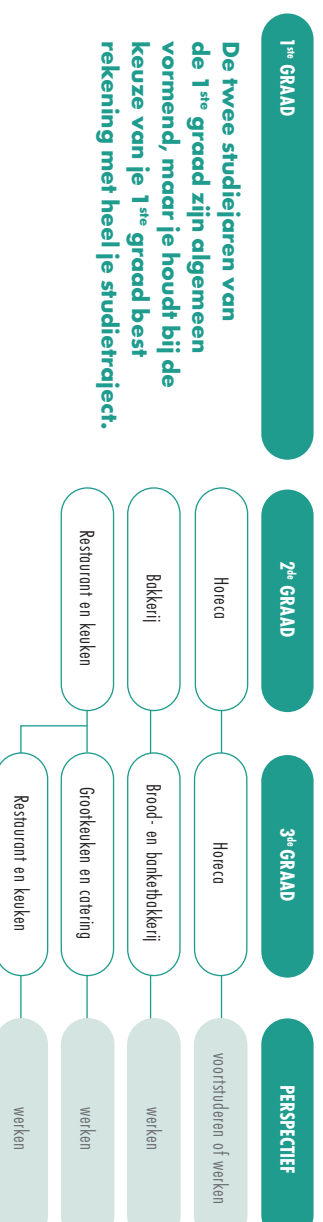 1ste GRAAD
De twee studiejaren van
de 1ste graad zijn algemeen
vormend, maar je houdt bij de
keuze van je 1ste graad best
rekening met heel je studietraject.
2de GRAAD
Horeca
Bakkerij
Restaurant en keuken
3de GRAAD
Horeca
Brood- en banketbakkerij
Grootkeuken en catering
Restaurant en keuken
PERSPECTIEF
voortstuderen of werken
werken
werken
werken